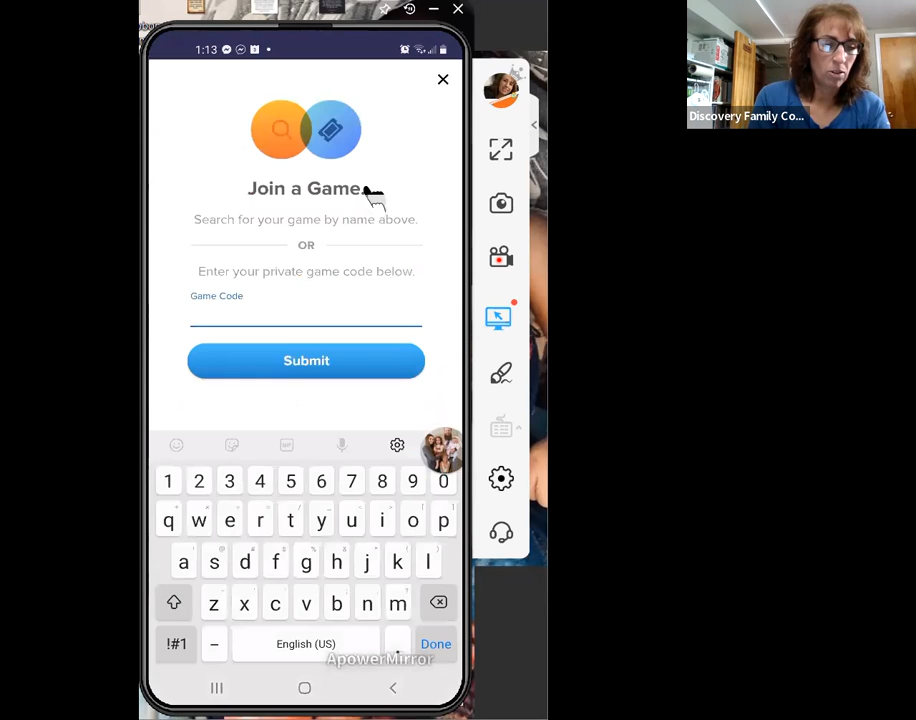 1:13
Join a Game
Search for your game by name above.
OR
Enter your private game code below.
Game Code
Submit
GIF
1 2 3 4 5 6 7 8 9 0
q w e r t y u i o p
a s d f g h j k l
z x c v b n m
!#1 – English (US) . Done
ApowerMirror
Discovery Family Co...